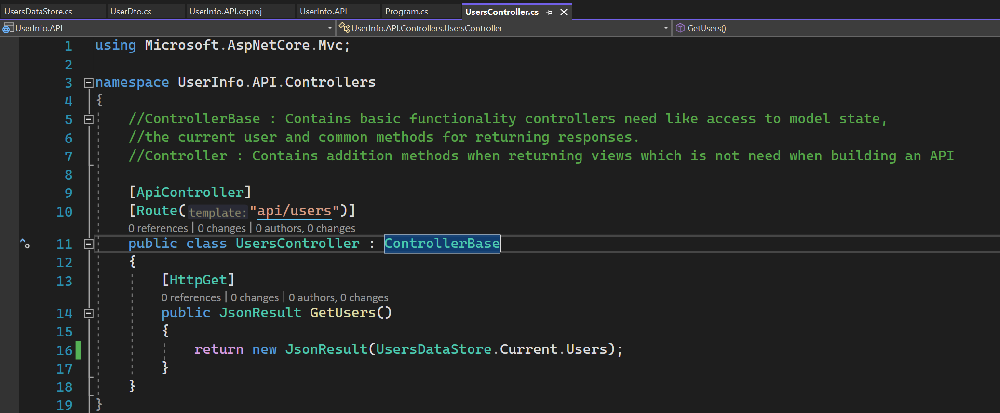 UsersDataStore.cs UserDto.cs UserInfo.API.csproj UserInfo.API Program.cs UsersController.cs
UserInfo.API UserInfo.API.Controllers.UsersController GetUsers()
1 using Microsoft.AspNetCore.Mvc;
2
3 namespace UserInfo.API.Controllers
4 {
5 //ControllerBase : Contains basic functionality controllers need like access to model state,
6 //the current user and common methods for returning responses.
7 //Controller : Contains addition methods when returning views which is not need when building an API
8
9 [ApiController]
10 [Route(template:"api/users")]
0 references | 0 changes | 0 authors, 0 changes
11 public class UsersController : ControllerBase
12 {
13 [HttpGet]
0 references | 0 changes | 0 authors, 0 changes
14 public JsonResult GetUsers()
15 {
16 return new JsonResult(UsersDataStore.Current.Users);
17 }
18 }
19 }